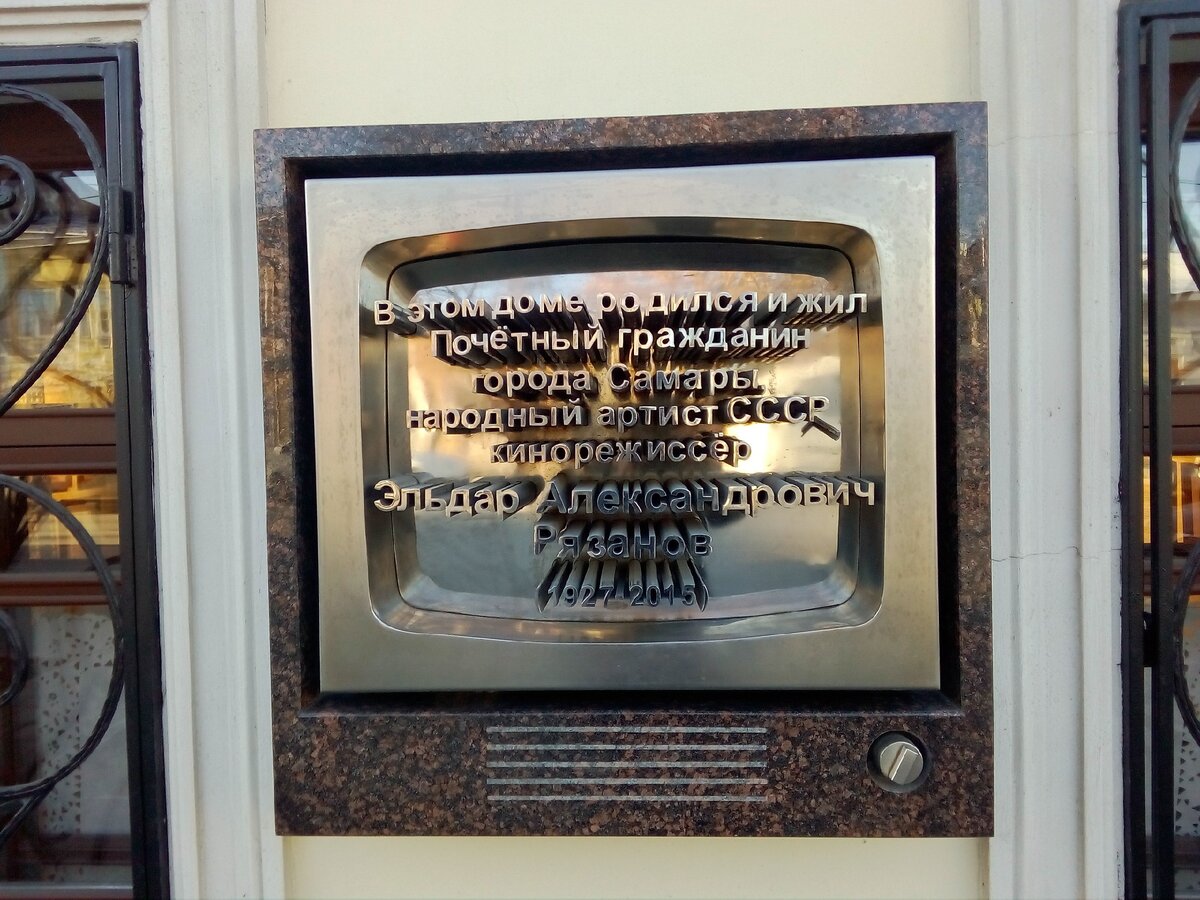 В этом доме родился и жил
Почётный гражданин
города Самары,
народный артист СССР,
кинорежиссёр
Эльдар Александрович
Рязанов
1927-2015